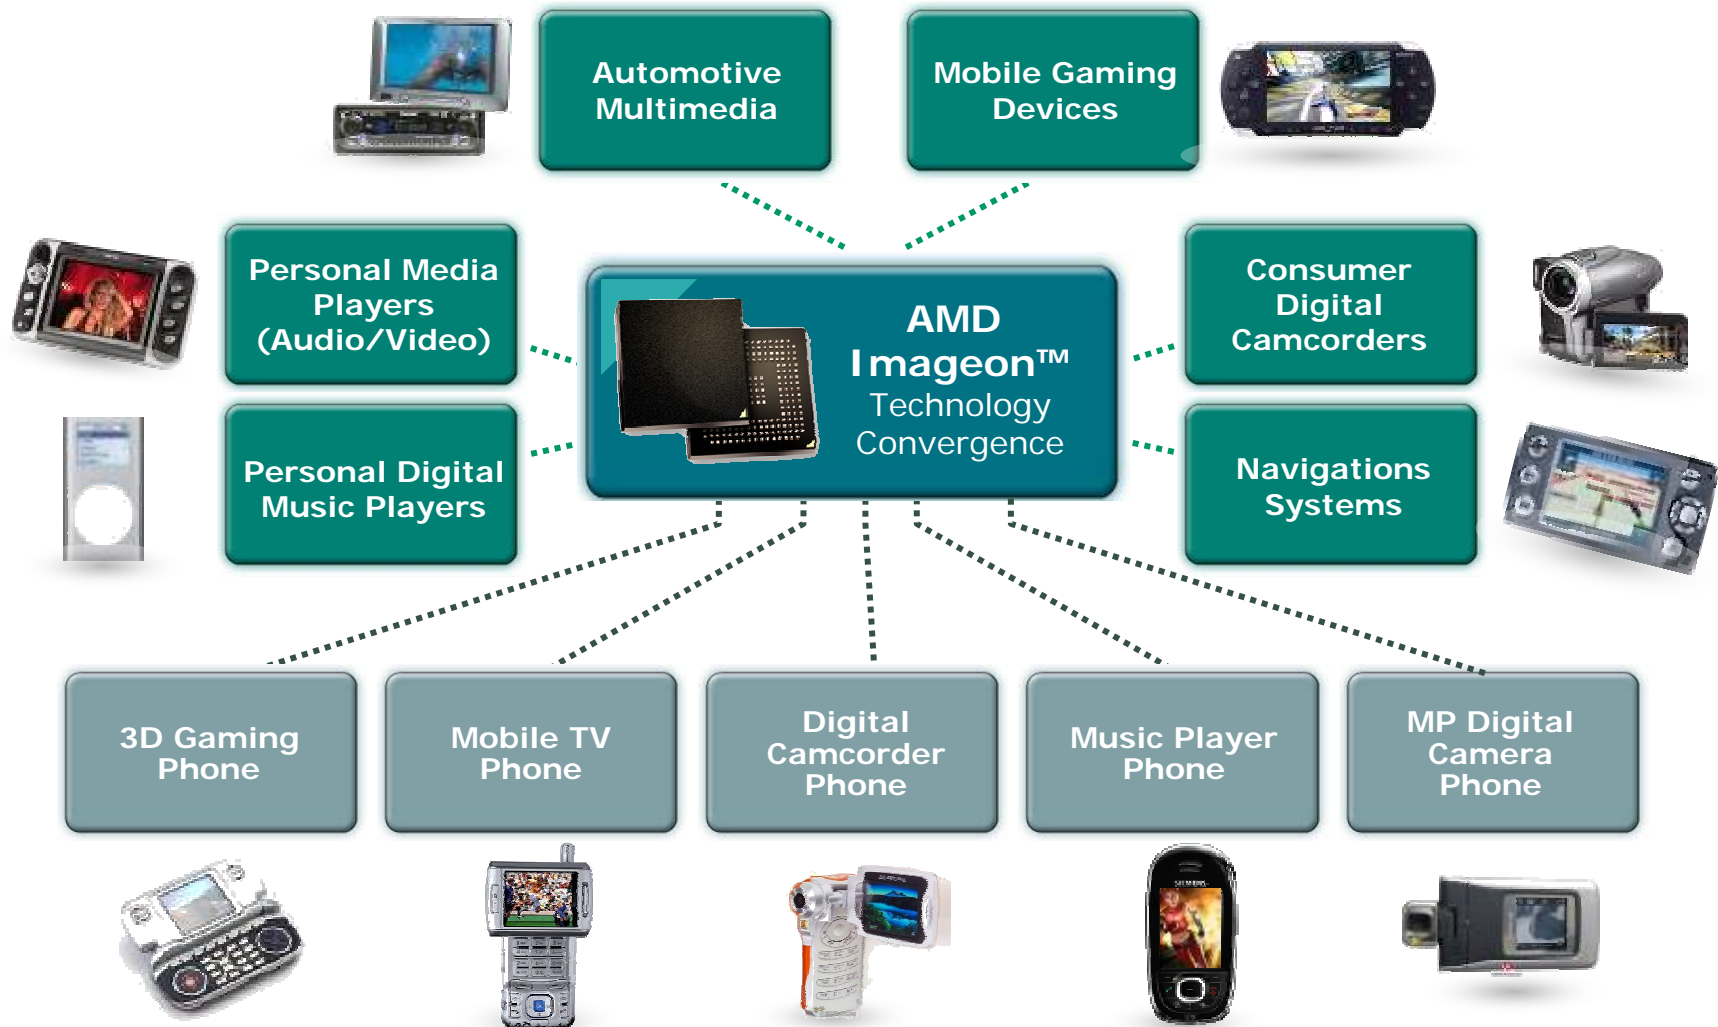 Automotive
Multimedia
Mobile Gaming
Devices
Personal Media
Players
(Audio/Video)
AMD
Imageon™
Technology
Convergence
Consumer
Digital
Camcorders
Personal Digital
Music Players
Navigations
Systems
3D Gaming
Phone
Mobile TV
Phone
Digital
Camcorder
Phone
Music Player
Phone
MP Digital
Camera
Phone
SIEMENS